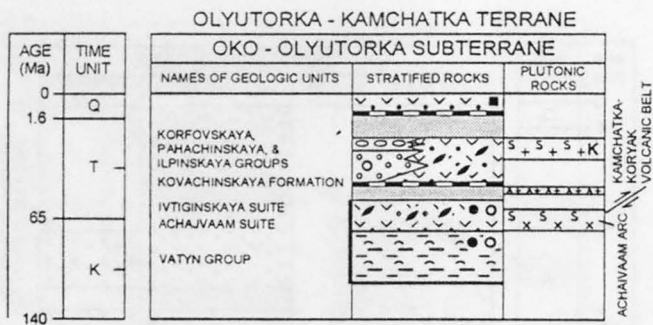 OLYUTORKA - KAMCHATKA TERRANE
OKO - OLYUTORKA SUBTERRANE
AGE
(Ma)
TIME
UNIT
NAMES OF GEOLOGIC UNITS
STRATIFIED ROCKS
PLUTONIC
ROCKS
0
Q
1.6
KORFOVSKAYA,
PAHACHINSKAYA, &
ILPINSKAYA GROUPS
T
S S
+ + +K
KOVACHINSKAYA FORMATION
IVTIGINSKAYA SUITE
65
ACHAJVAAM SUITE
S S S
X X X
VATYN GROUP
K
140
KAMCHATKA-
KORYAK
VOLCANIC BELT
ACHAIVAAM ARC